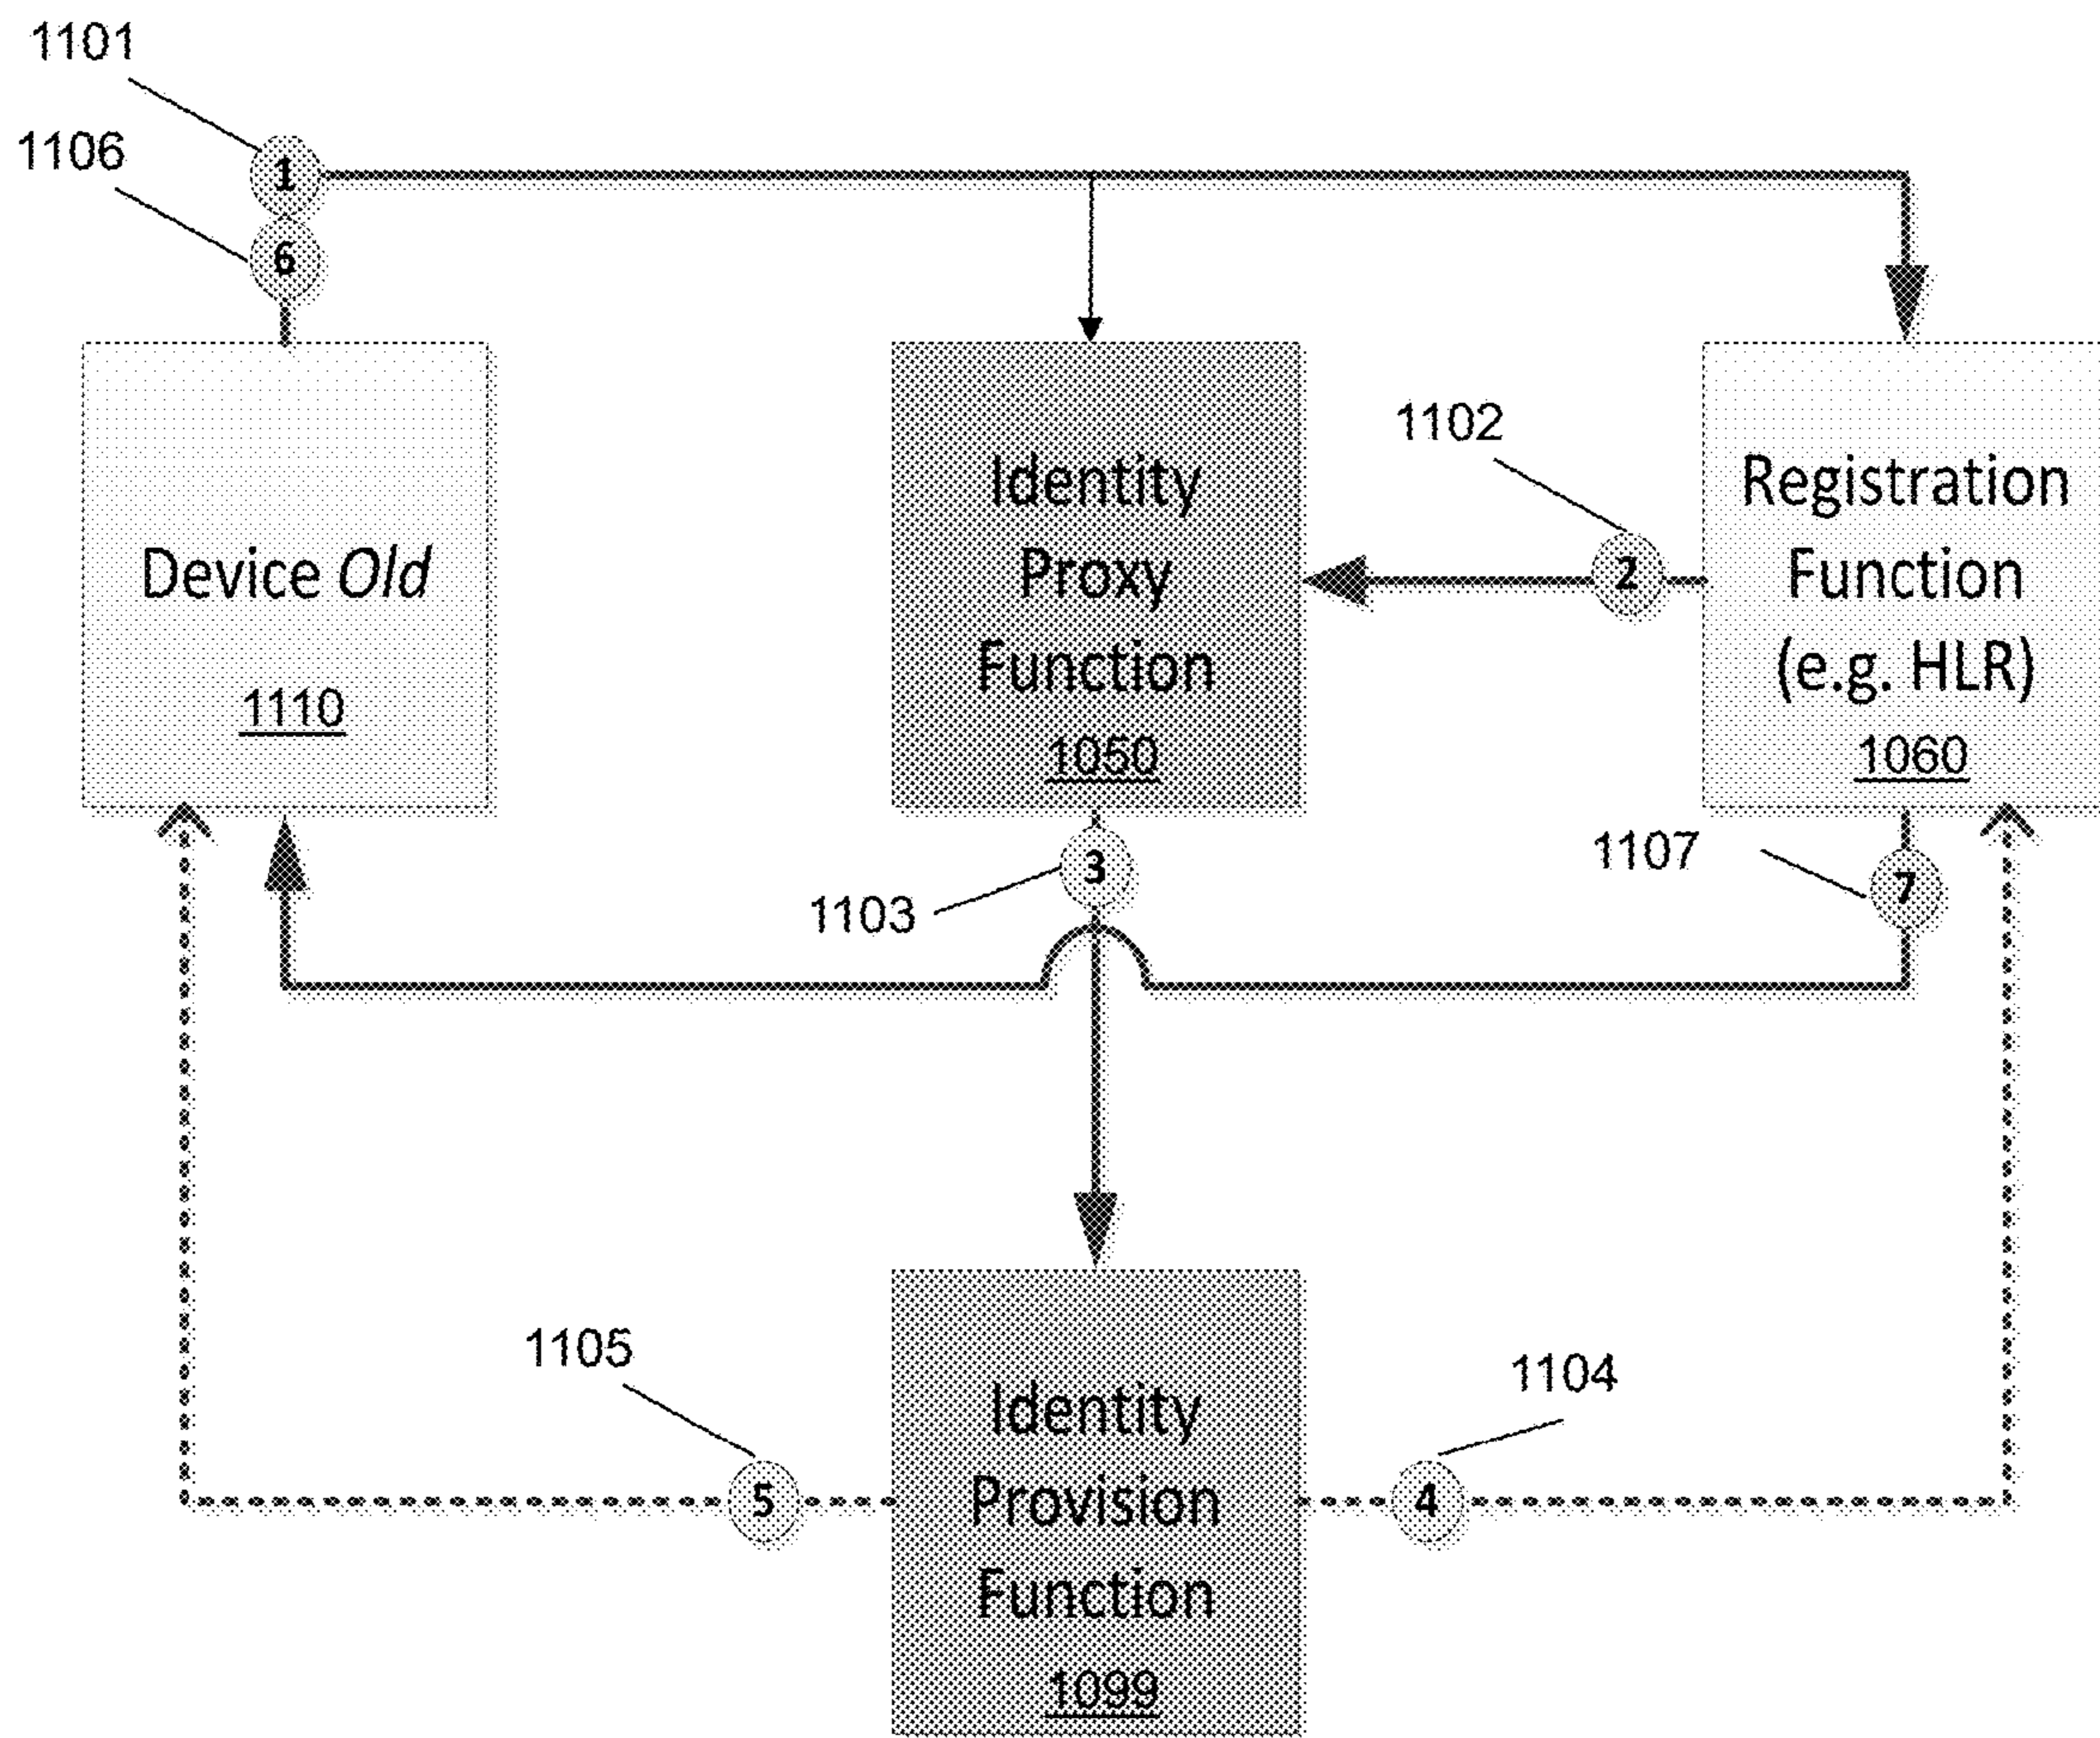 1101
1106
1
6
Device Old
1110
Identity
Proxy
Function
1050
1102
2
Registration
Function
(e.g. HLR)
1060
1103
3
1107
7
1105
5
Identity
Provision
Function
1099
1104
4